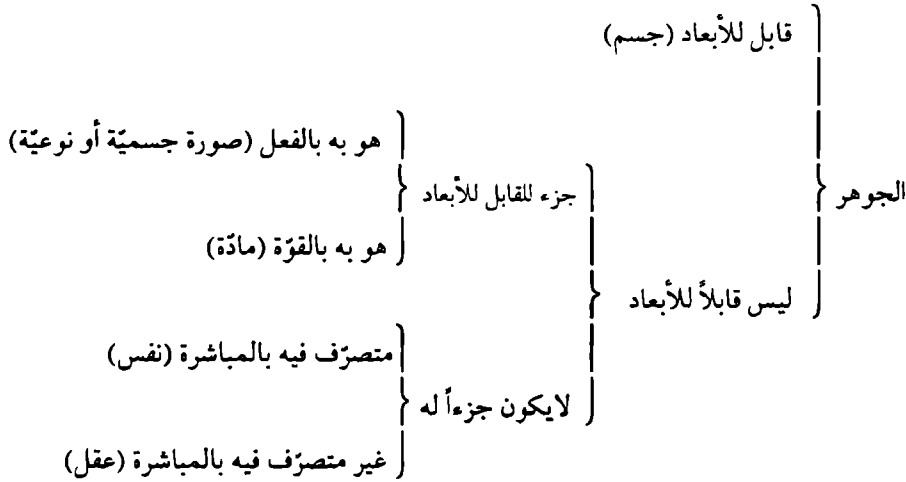 قابل للأبعاد (جسم)
هو به بالفعل (صورة جسميّة أو نوعيّة)
جزء للقابل للأبعاد
الجوهر
هو به بالقوّة (مادّة)
ليس قابلاً للأبعاد
متصرّف فيه بالمباشرة (نفس)
لايكون جزءاً له
غير متصرّف فيه بالمباشرة (عقل)